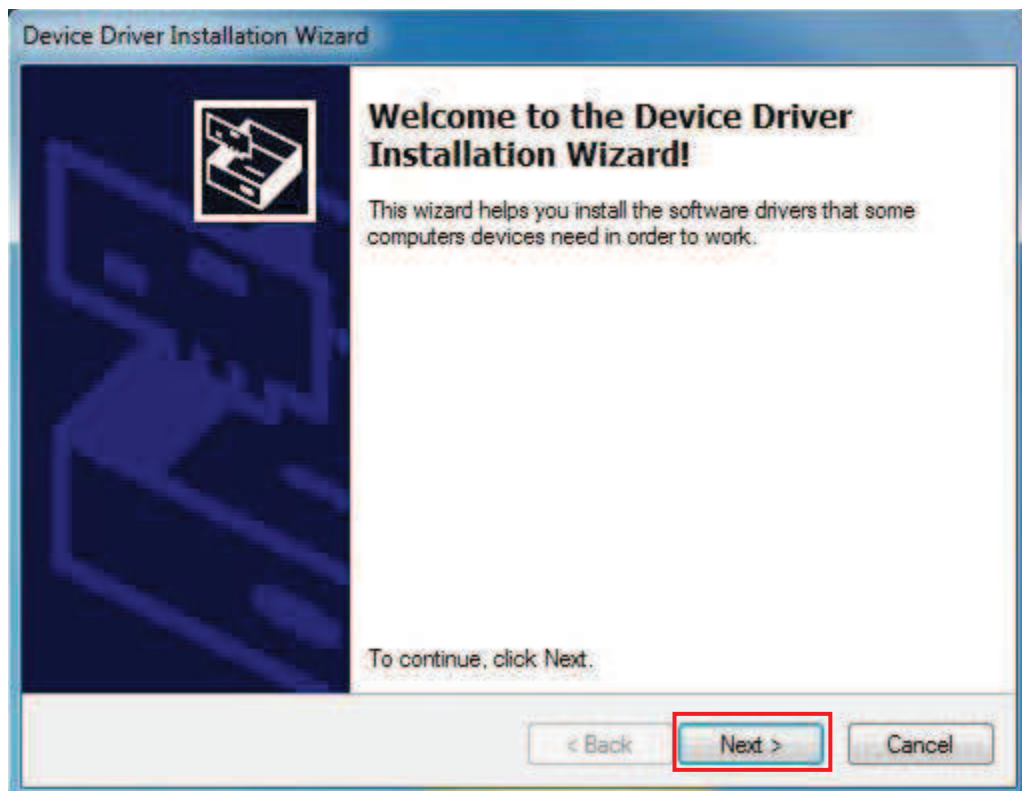 Device Driver Installation Wizard
Welcome to the Device Driver
Installation Wizard!
This wizard helps you install the software drivers that some
computers devices need in order to work.
To continue, click Next.
< Back
Next >
Cancel